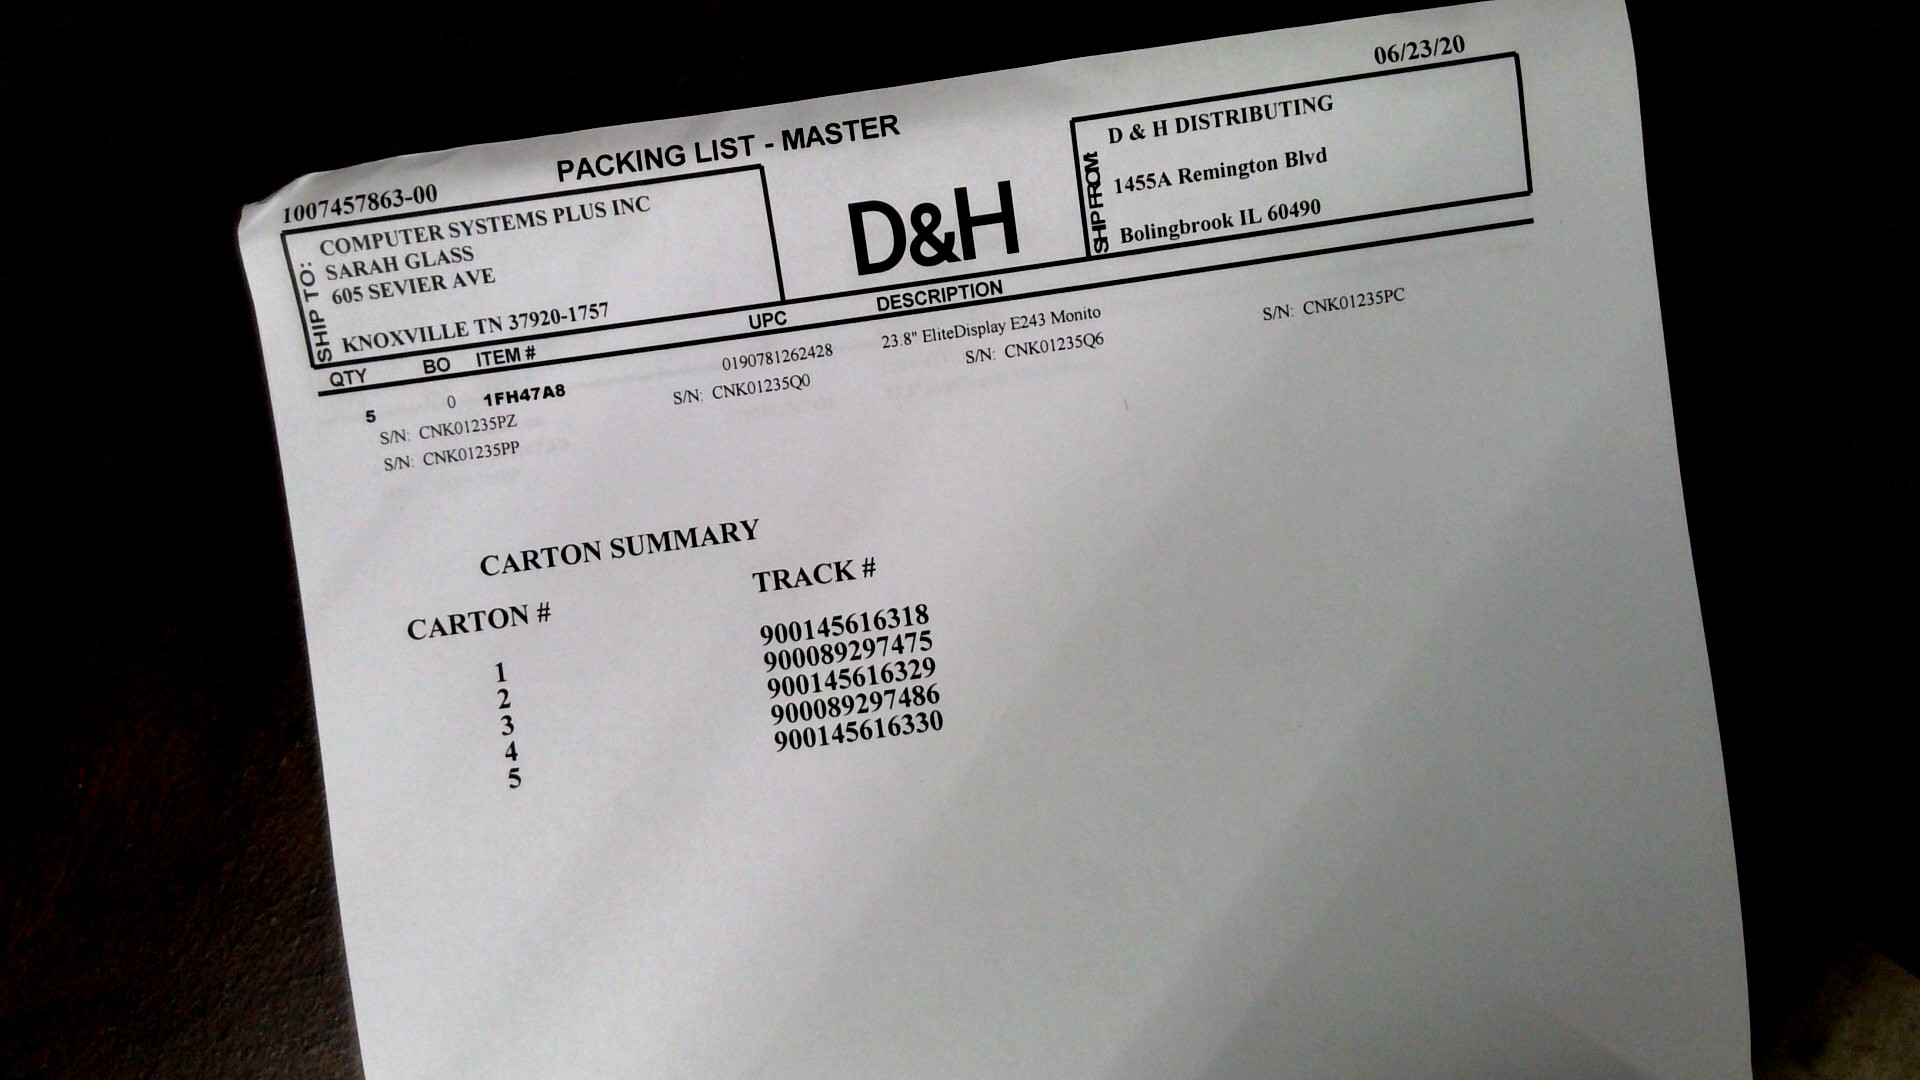 06/23/20
PACKING LIST - MASTER
1007457863-00
SHIP TO:
COMPUTER SYSTEMS PLUS INC
SARAH GLASS
605 SEVIER AVE
KNOXVILLE TN 37920-1757
D&H
SHIP FROM:
D & H DISTRIBUTING
1455A Remington Blvd
Bolingbrook IL 60490
QTY BO ITEM # UPC DESCRIPTION
5 0 1FH47A8 0190781262428 23.8" EliteDisplay E243 Monito
S/N: CNK01235PZ S/N: CNK01235Q0 S/N: CNK01235Q6 S/N: CNK01235PC
S/N: CNK01235PP
CARTON SUMMARY
CARTON # TRACK #
1 900145616318
2 900089297475
3 900145616329
4 900089297486
5 900145616330